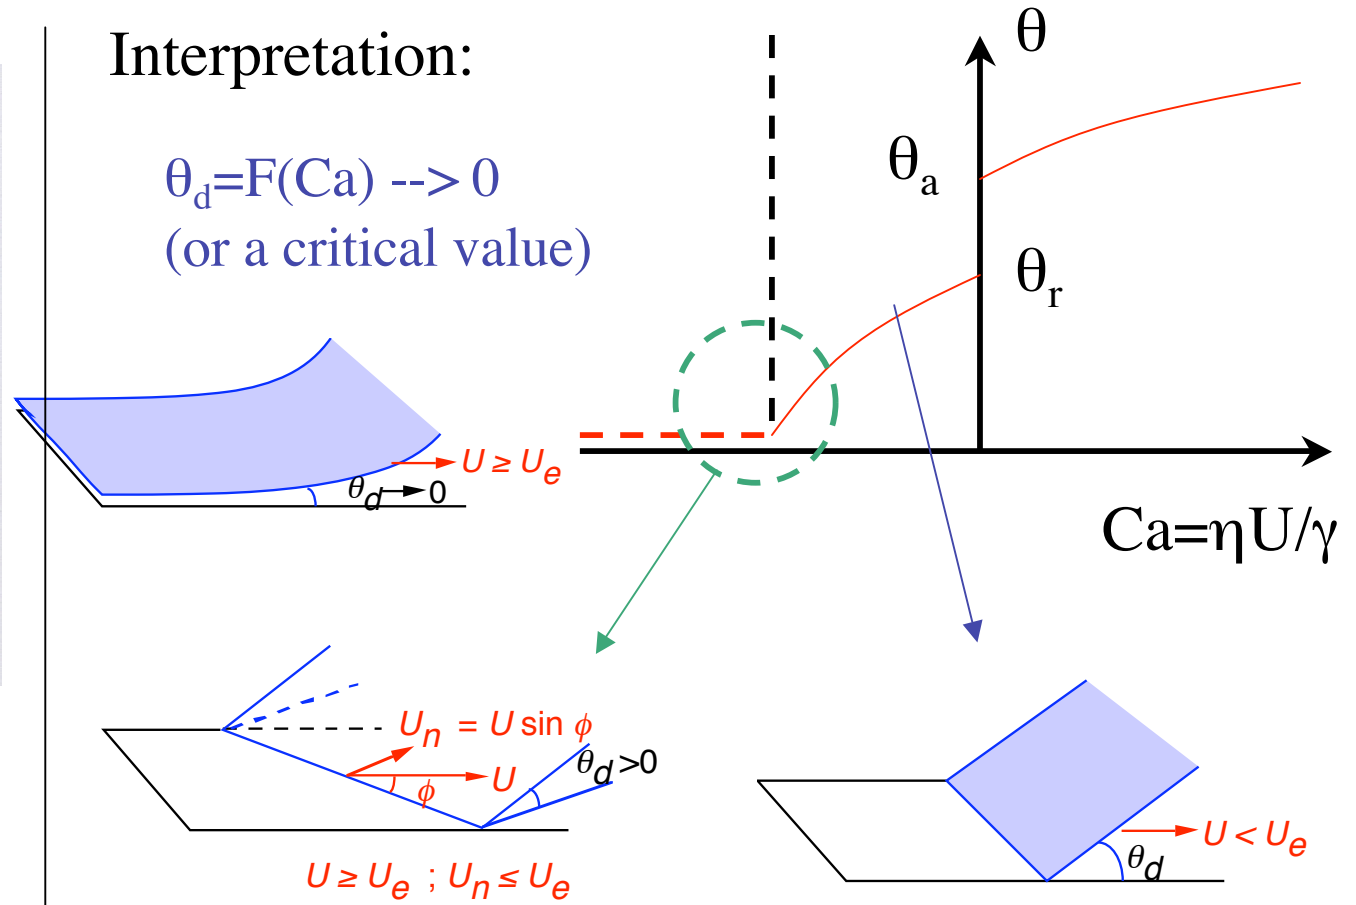 Interpretation:
θd=F(Ca) --> 0
(or a critical value)
θ
θa
θr
Ca=ηU/γ
U ≥ Ue
θd→0
Un = U sin ϕ
U
ϕ
θd>0
U ≥ Ue ; Un ≤ Ue
U < Ue
θd